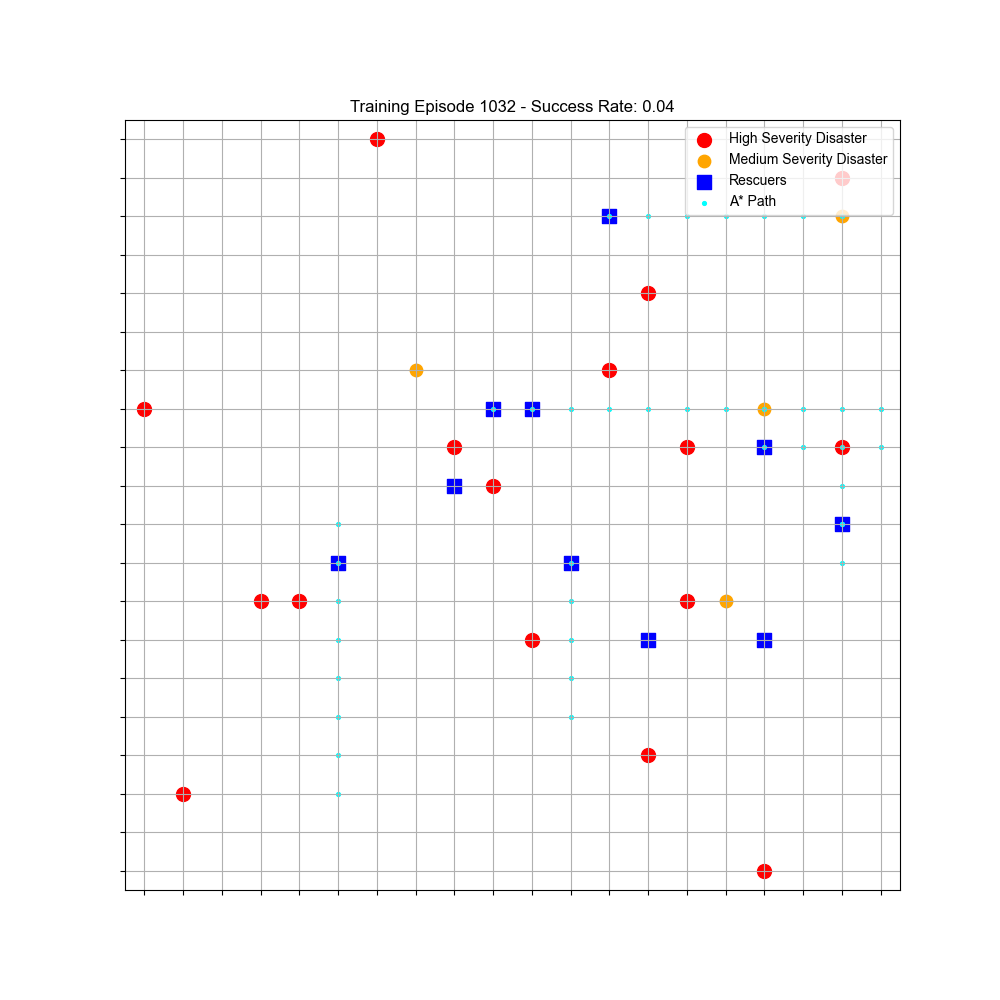 Training Episode 1032 - Success Rate: 0.04
High Severity Disaster
Medium Severity Disaster
Rescuers
A* Path